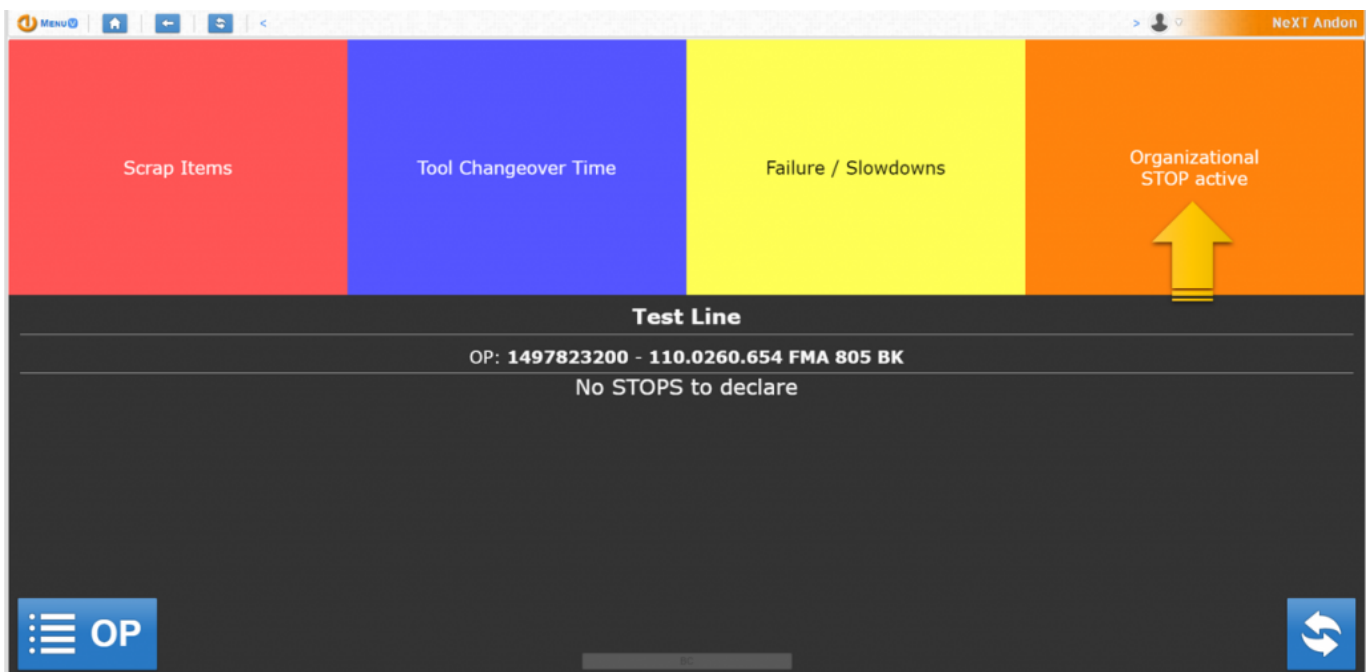 MENU
<
>
NeXT Andon
Scrap Items
Tool Changeover Time
Failure / Slowdowns
Organizational
STOP active
Test Line
OP: 1497823200 - 110.0260.654 FMA 805 BK
No STOPS to declare
OP